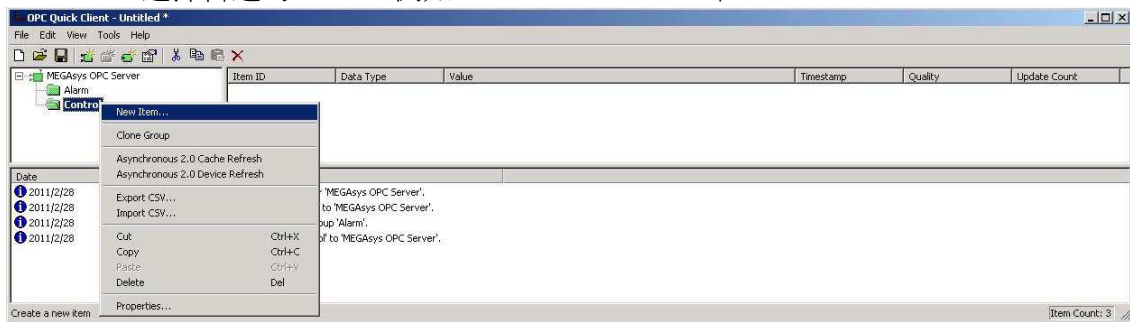 OPC Quick Client - Untitled *
File Edit View Tools Help
MEGAsys OPC Server
Alarm
Contro
Item ID Data Type Value Timestamp Quality Update Count
New Item...
Clone Group
Asynchronous 2.0 Cache Refresh
Asynchronous 2.0 Device Refresh
Export CSV...
Import CSV...
Cut Ctrl+X
Copy Ctrl+C
Paste Ctrl+V
Delete Del
Properties...
Date
2011/2/28 'MEGAsys OPC Server'.
2011/2/28 to 'MEGAsys OPC Server'.
2011/2/28 'Alarm'.
2011/2/28 to 'MEGAsys OPC Server'.
Create a new item
Item Count: 3